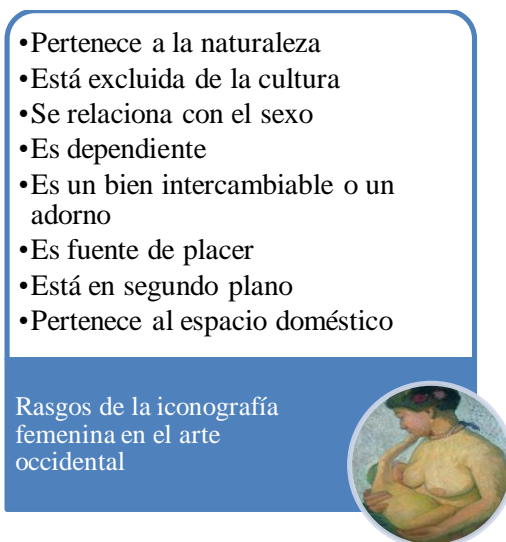 •Pertenece a la naturaleza
•Está excluida de la cultura
•Se relaciona con el sexo
•Es dependiente
•Es un bien intercambiable o un
adorno
•Es fuente de placer
•Está en segundo plano
•Pertenece al espacio doméstico
Rasgos de la iconografía
femenina en el arte
occidental